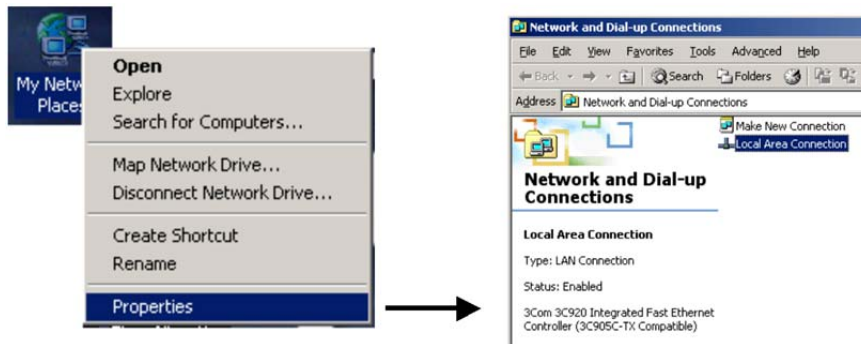 My Netw
Places
Open
Explore
Search for Computers...
Map Network Drive...
Disconnect Network Drive...
Create Shortcut
Rename
Properties
Network and Dial-up Connections
File Edit View Favorites Tools Advanced Help
Back Search Folders
Address Network and Dial-up Connections
Make New Connection
Local Area Connection
Network and Dial-up
Connections
Local Area Connection
Type: LAN Connection
Status: Enabled
3Com 3C920 Integrated Fast Ethernet
Controller (3C905C-TX Compatible)